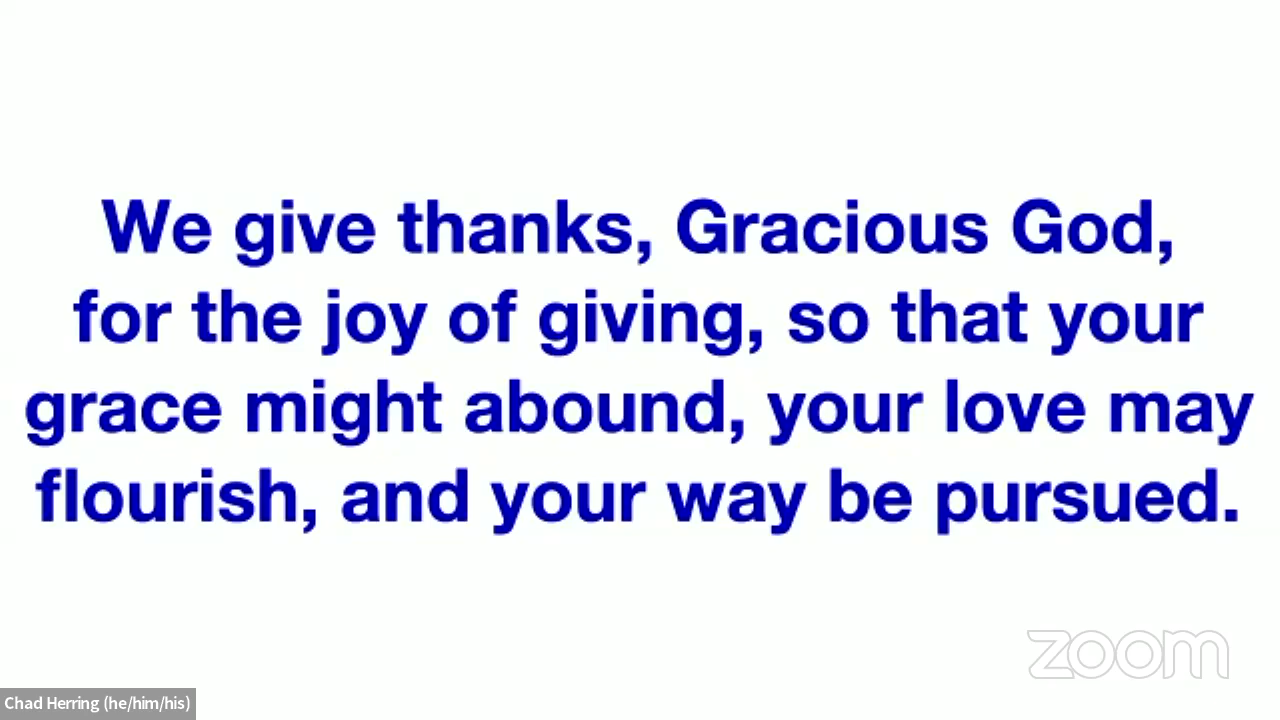 We give thanks, Gracious God,
for the joy of giving, so that your
grace might abound, your love may
flourish, and your way be pursued.
zoom
Chad Herring (he/him/his)